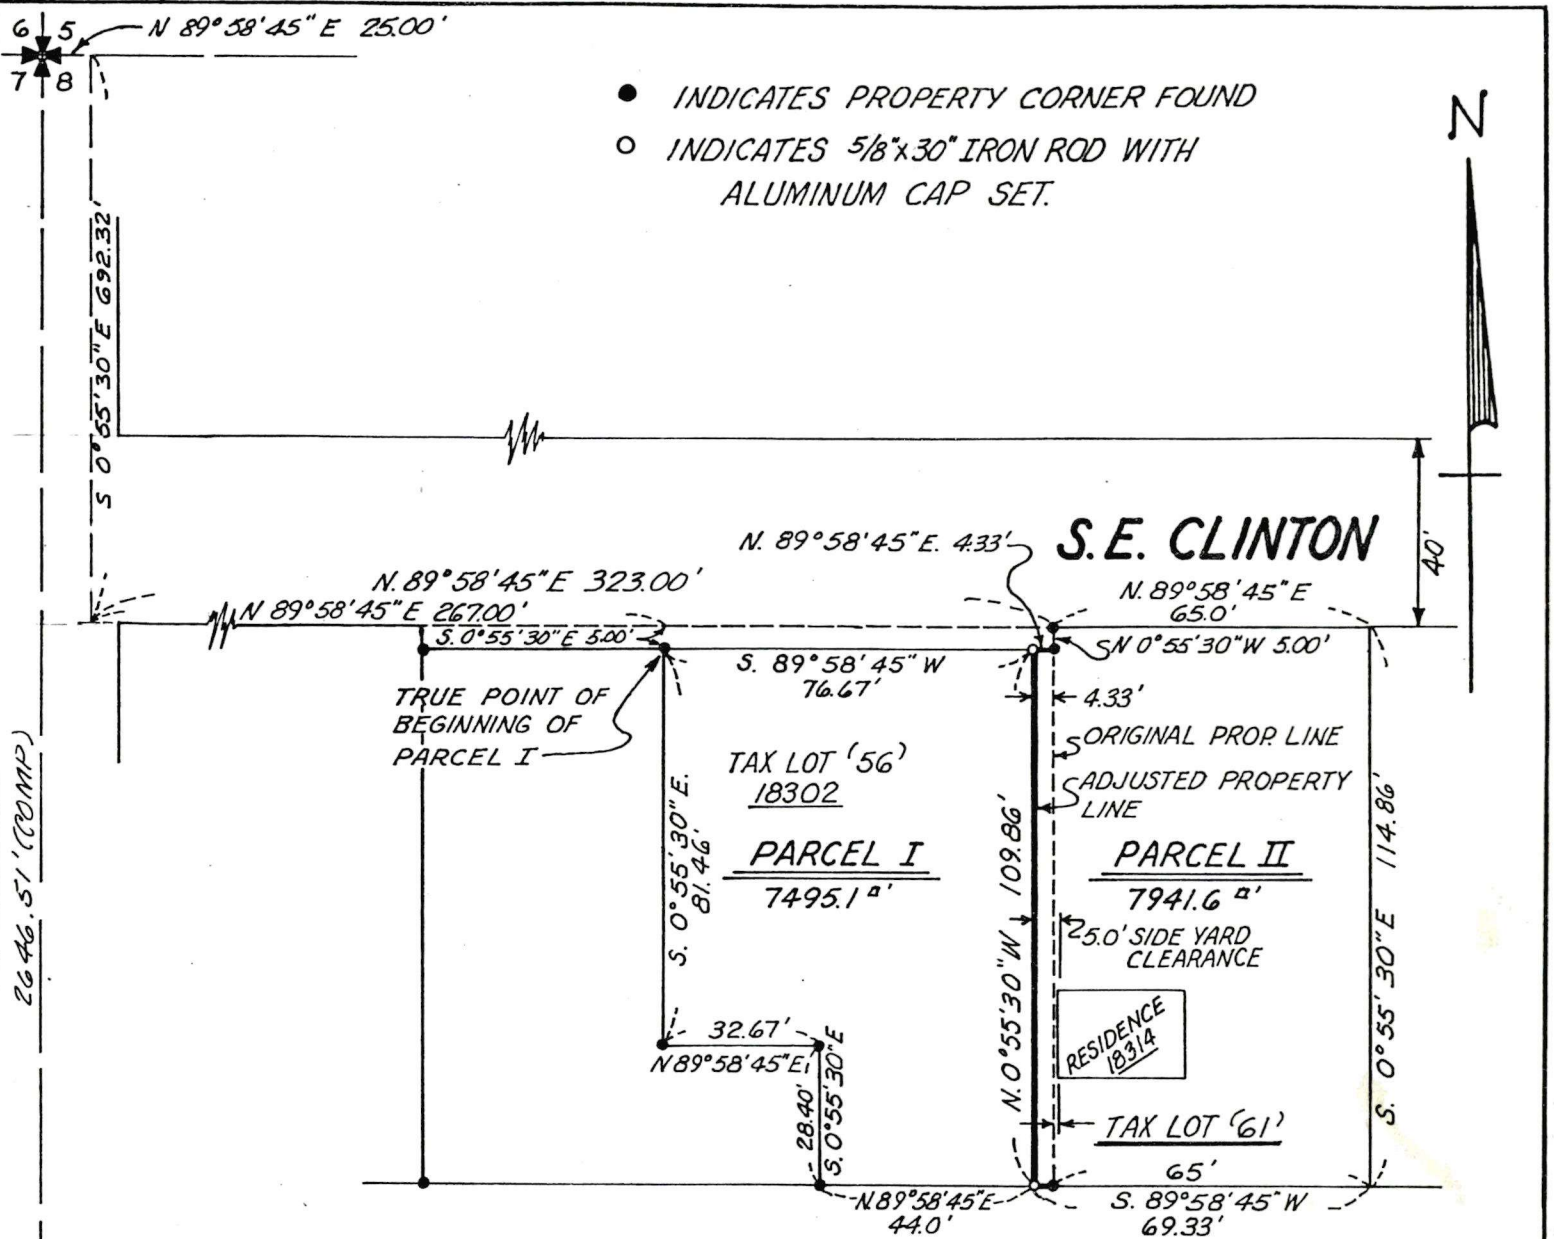 6 5
7 8
N 89°58'45" E 25.00'
● INDICATES PROPERTY CORNER FOUND
○ INDICATES 5/8"x30" IRON ROD WITH
ALUMINUM CAP SET.
N
S 0°55'30" E 692.32'
S.E. CLINTON
40'
N. 89°58'45" E. 4.33'
N. 89°58'45" E 323.00'
N 89°58'45" E 267.00'
N. 89°58'45" E
65.0'
S. 0°55'30" E 5.00'
N 0°55'30" W 5.00'
S. 89°58'45" W
76.67'
4.33'
TRUE POINT OF
BEGINNING OF
PARCEL I
ORIGINAL PROP. LINE
ADJUSTED PROPERTY
LINE
TAX LOT '56'
18302
PARCEL I
7495.1 ¤'
PARCEL II
7941.6 ¤'
S. 0°55'30" E.
81.46'
N. 0°55'30" W 109.86'
S. 0°55'30" E 114.86'
5.0' SIDE YARD
CLEARANCE
2646.51' (COMP)
RESIDENCE
18314
32.67'
N 89°58'45" E
28.40'
S. 0°55'30" E
TAX LOT '61'
65'
N. 89°58'45" E
44.0'
S. 89°58'45" W
69.33'